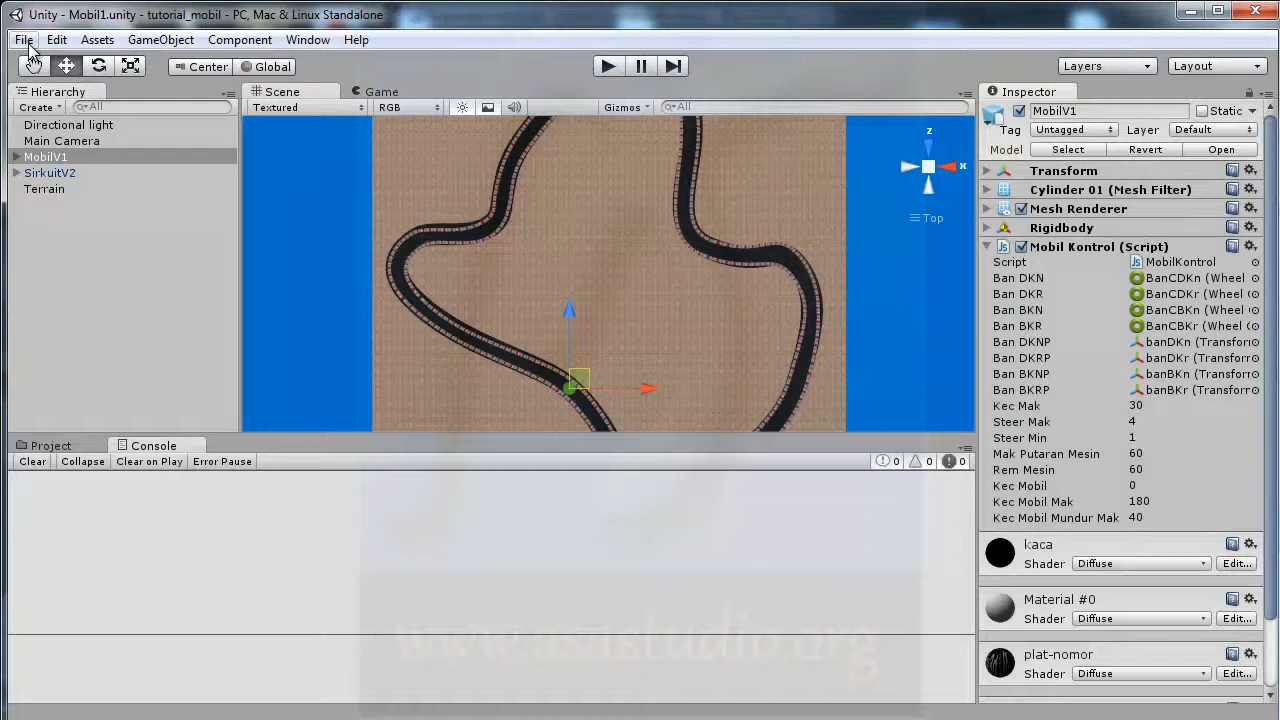 Unity - Mobil1.unity - tutorial_mobil - PC, Mac & Linux Standalone
File Edit Assets GameObject Component Window Help
Center Global Layers Layout
Hierarchy Scene Game Inspector
Create All Textured RGB Gizmos All MobilV1 Static
Directional light
Main Camera
MobilV1
SirkuitV2
Terrain
z
x
Top
Tag Untagged Layer Default
Model Select Revert Open
Transform
Cylinder 01 (Mesh Filter)
Mesh Renderer
Rigidbody
Mobil Kontrol (Script)
Script MobilKontrol
Ban DKN BanCDKn (Wheel
Ban DKR BanCDKr (Wheel
Ban BKN BanCBKn (Wheel
Ban BKR BanCBKr (Wheel
Ban DKNP banDKn (Transforr
Ban DKRP banDKr (Transforr
Ban BKNP banBKn (Transforr
Ban BKRP banBKr (Transforr
Kec Mak 30
Steer Mak 4
Steer Min 1
Mak Putaran Mesin 60
Rem Mesin 60
Kec Mobil 0
Kec Mobil Mak 180
Kec Mobil Mundur Mak 40
kaca
Shader Diffuse Edit...
Material #0
Shader Diffuse Edit...
plat-nomor
Shader Diffuse Edit...
Project Console
Clear Collapse Clear on Play Error Pause 0 0 0
www.asastudio.org